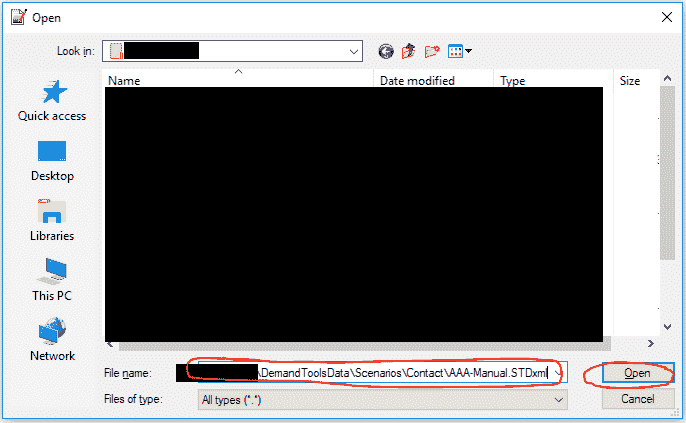 Open
Look in:
Name Date modified Type Size
Quick access
Desktop
Libraries
This PC
Network
File name: \DemandToolsData\Scenarios\Contact\AAA-Manual.STDxml Open
Files of type: All types (*.*) Cancel